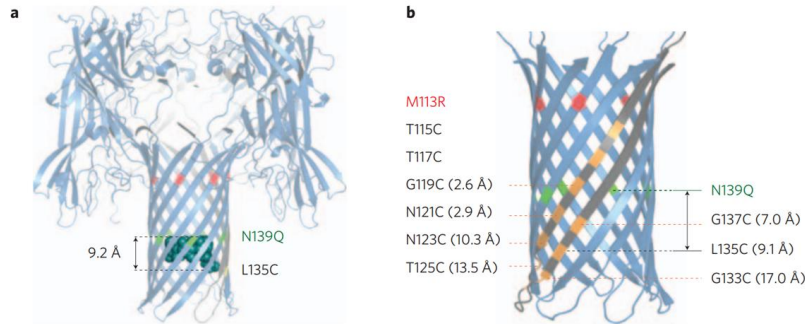 a
N139Q
9.2 Å
L135C
b
M113R
T115C
T117C
G119C (2.6 Å)
N121C (2.9 Å)
N123C (10.3 Å)
T125C (13.5 Å)
N139Q
G137C (7.0 Å)
L135C (9.1 Å)
G133C (17.0 Å)